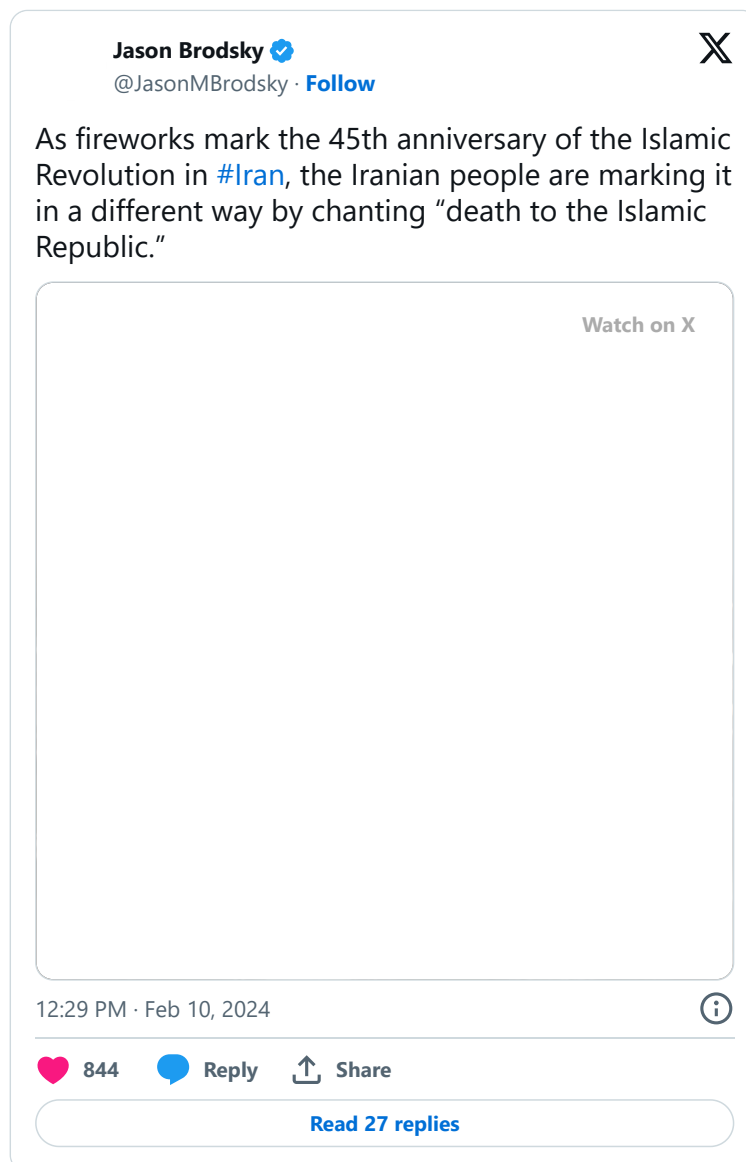 Jason Brodsky
@JasonMBrodsky · Follow
As fireworks mark the 45th anniversary of the Islamic
Revolution in #Iran, the Iranian people are marking it
in a different way by chanting “death to the Islamic
Republic.”
Watch on X
12:29 PM · Feb 10, 2024
844 Reply Share
Read 27 replies